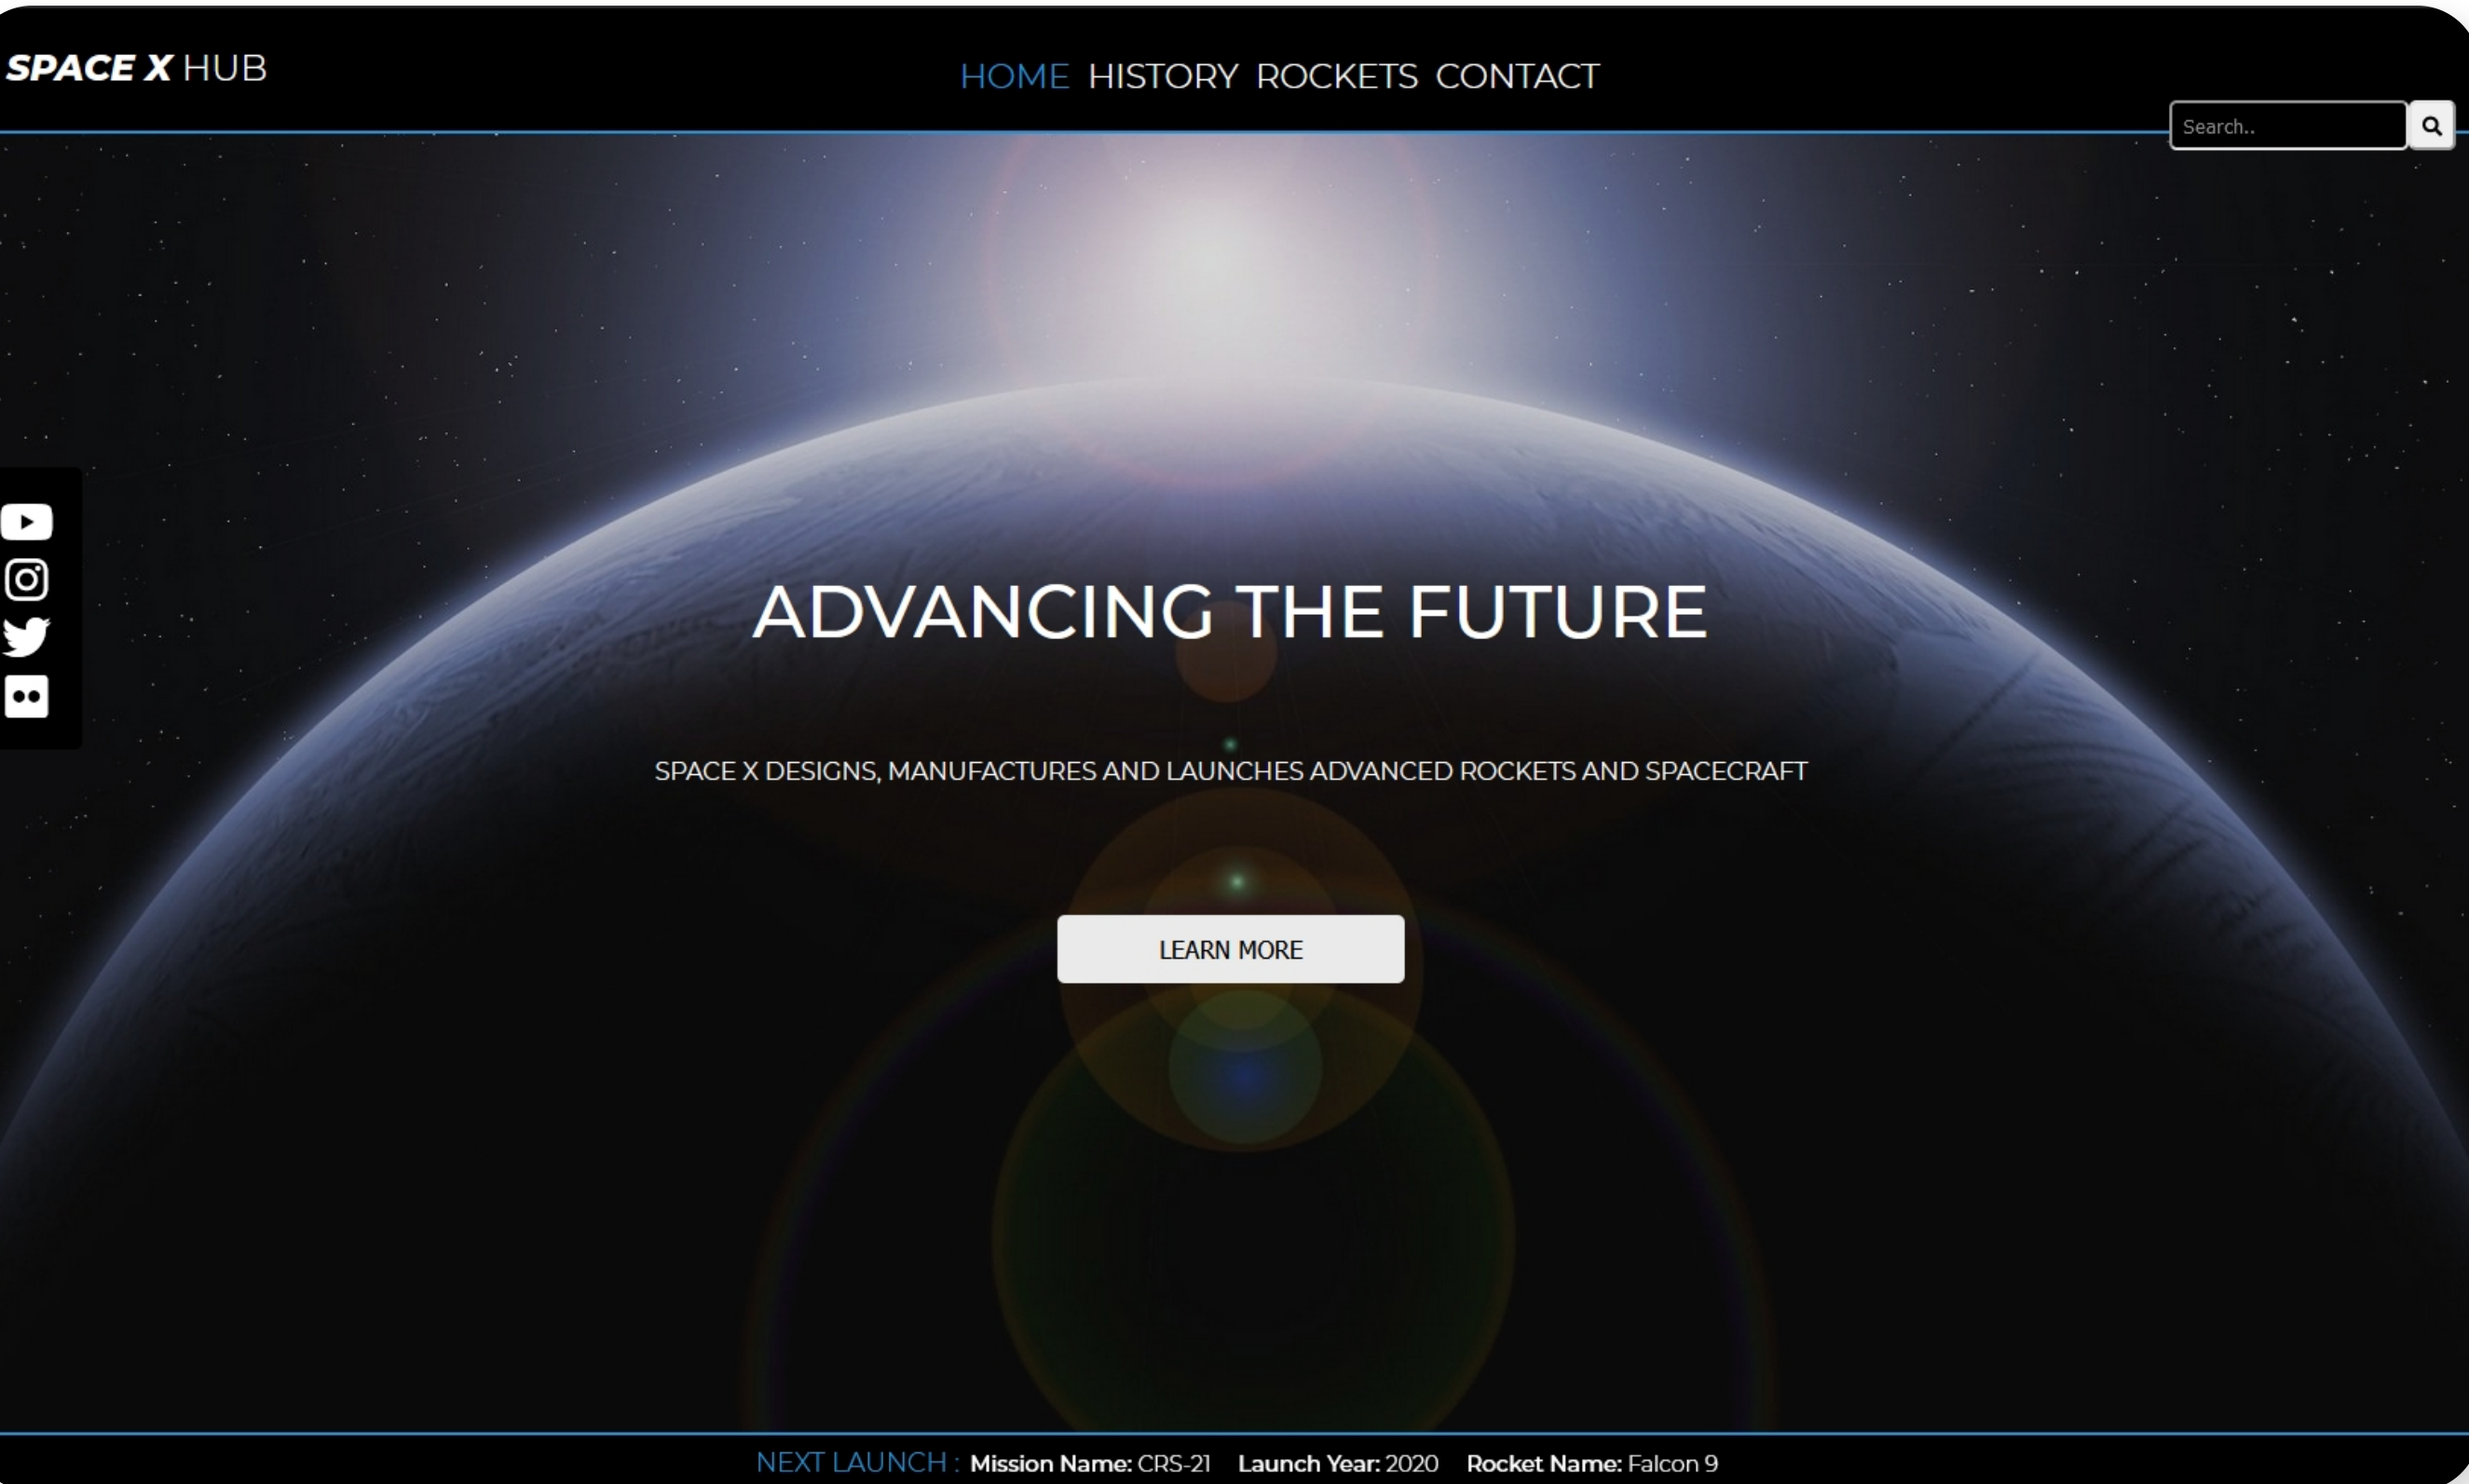 SPACE X HUB
HOME HISTORY ROCKETS CONTACT
Search..
ADVANCING THE FUTURE
SPACE X DESIGNS, MANUFACTURES AND LAUNCHES ADVANCED ROCKETS AND SPACECRAFT
LEARN MORE
NEXT LAUNCH : Mission Name: CRS-21 Launch Year: 2020 Rocket Name: Falcon 9